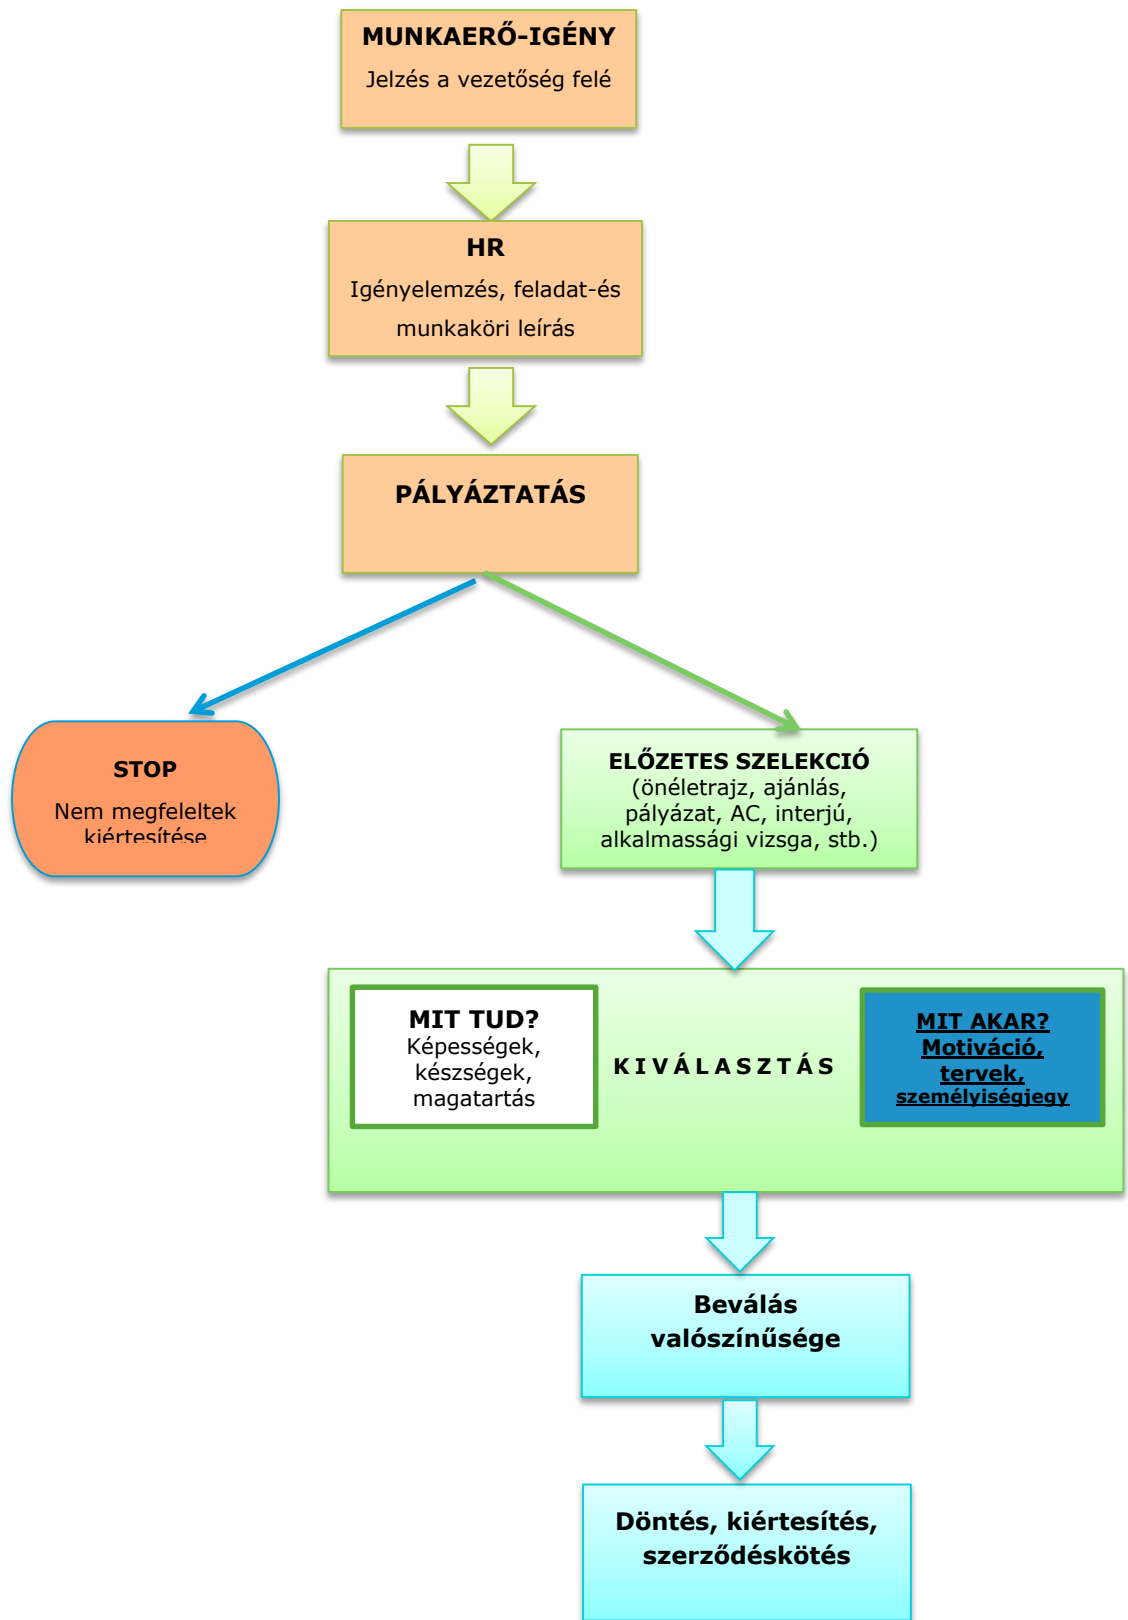 MUNKAERŐ-IGÉNY
Jelzés a vezetőség felé
HR
Igényelemzés, feladat-és
munkaköri leírás
PÁLYÁZTATÁS
STOP
Nem megfeleltek
kiértesítése
ELŐZETES SZELEKCIÓ
(önéletrajz, ajánlás,
pályázat, AC, interjú,
alkalmassági vizsga, stb.)
MIT TUD?
Képességek,
készségek,
magatartás
KIVÁLASZTÁS
MIT AKAR?
Motiváció,
tervek,
személyiségjegy
Beválás
valószínűsége
Döntés, kiértesítés,
szerződéskötés